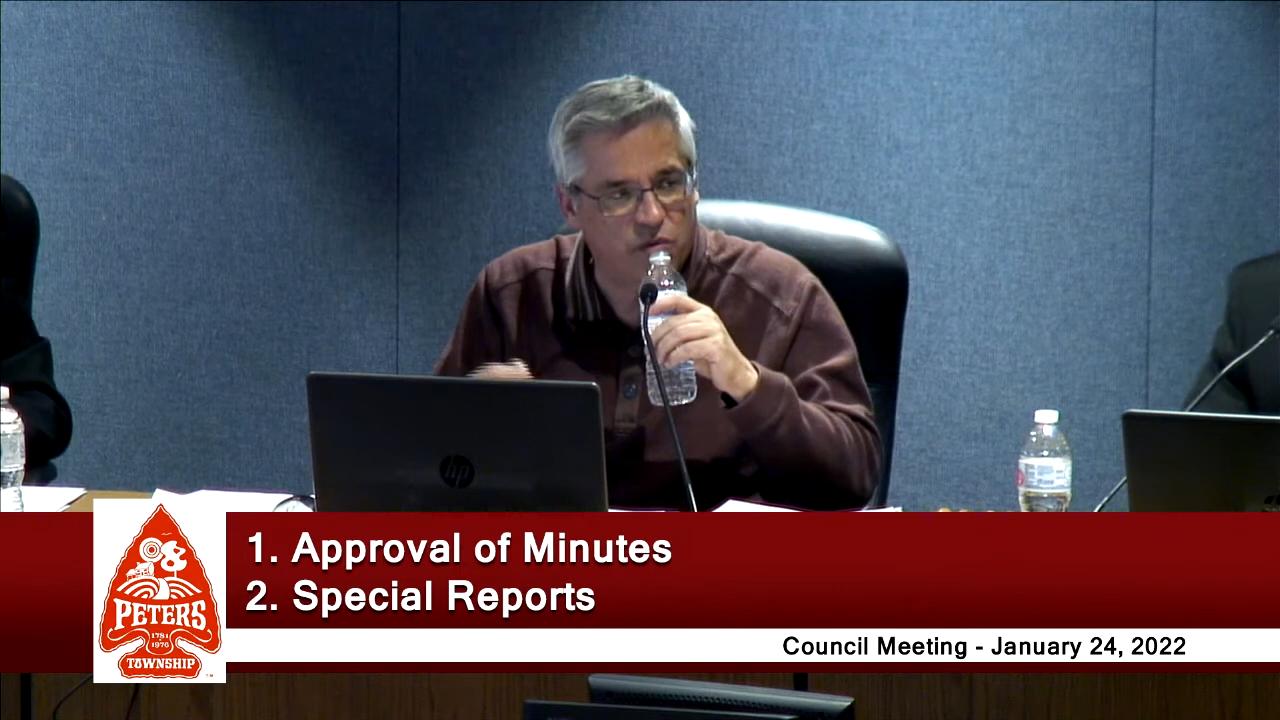 hp
1. Approval of Minutes
2. Special Reports
PETERS
1781
1976
TOWNSHIP
Council Meeting - January 24, 2022